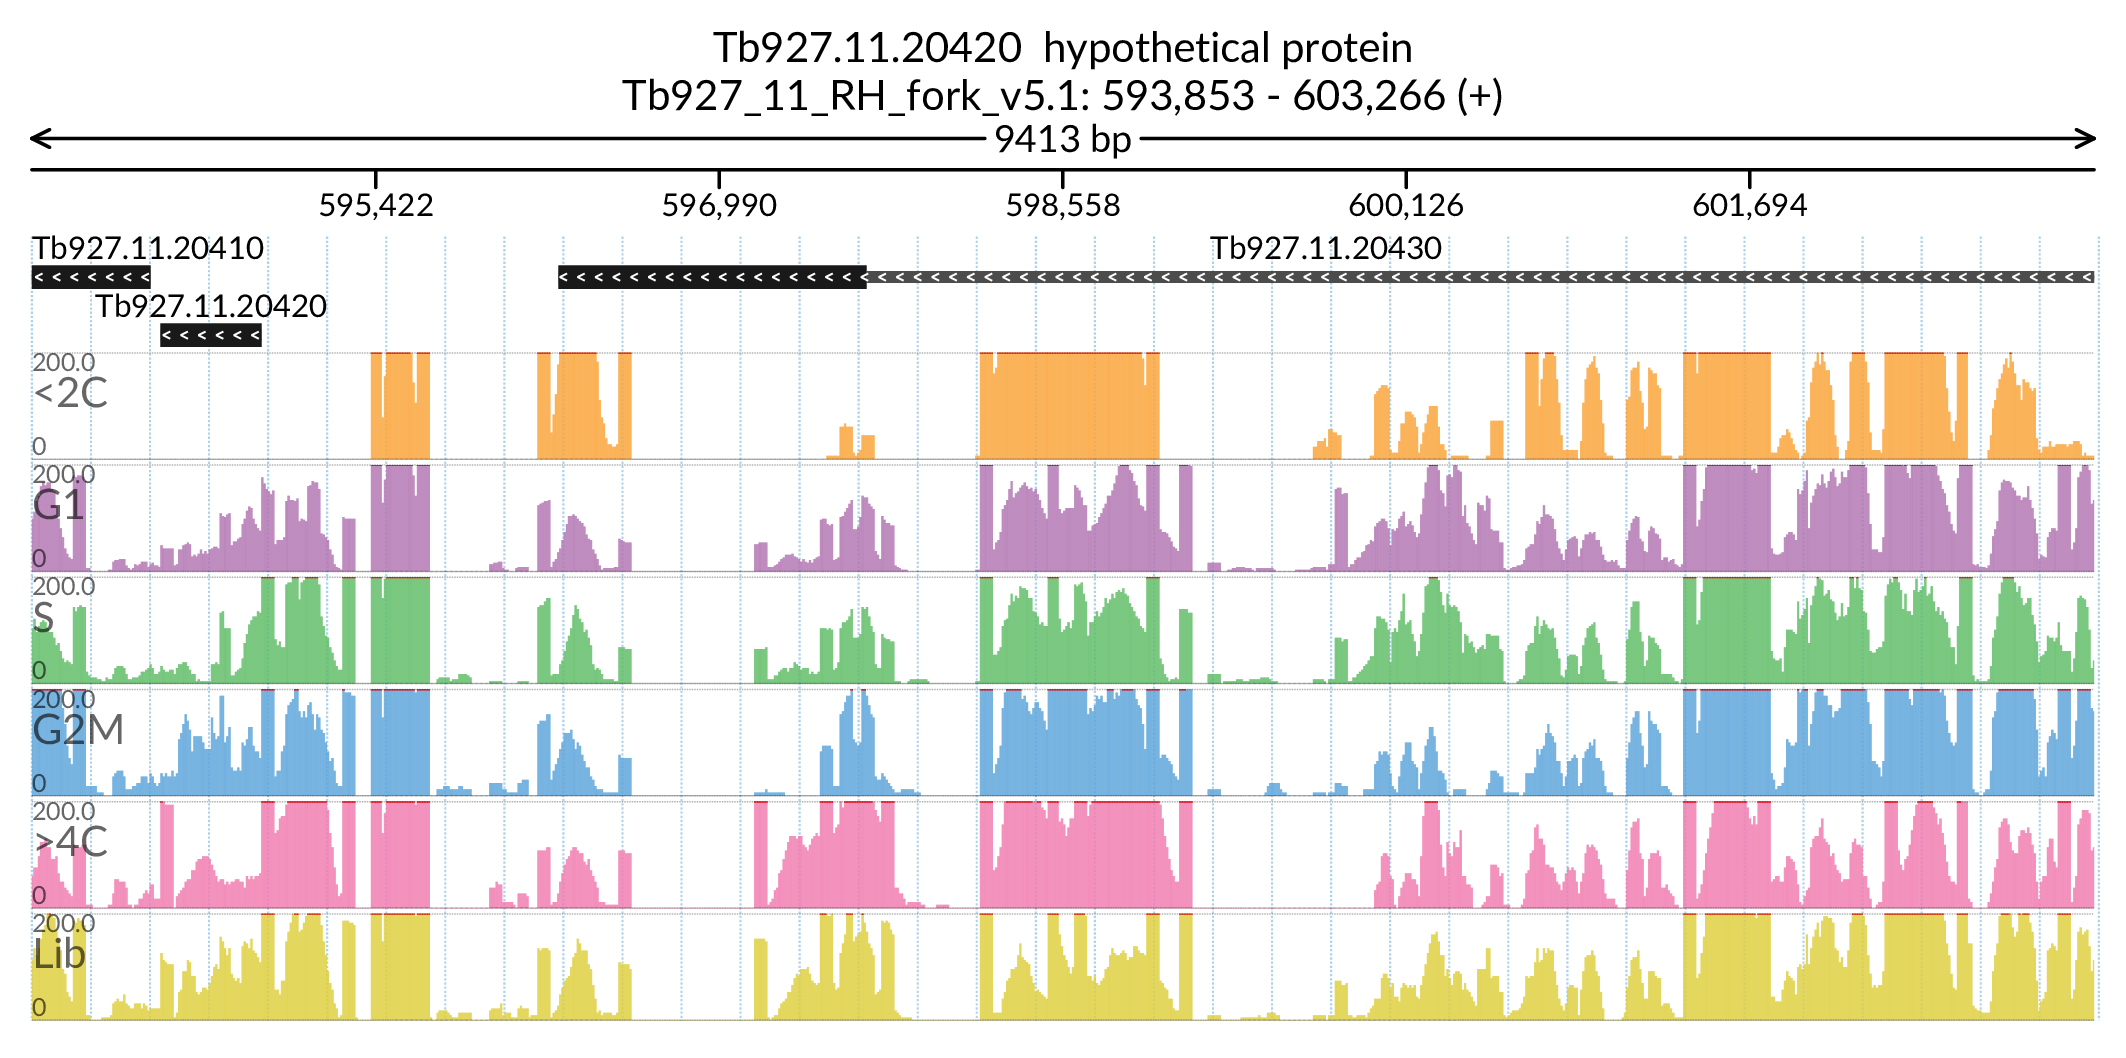 Tb927.11.20420  hypothetical protein
Tb927_11_RH_fork_v5.1: 593,853 - 603,266 (+)
9413 bp
595,422 596,990 598,558 600,126 601,694
Tb927.11.20410 Tb927.11.20430
Tb927.11.20420
200.0
<2C
0
200.0
G1
0
200.0
S
0
200.0
G2M
0
200.0
>4C
0
200.0
Lib
0